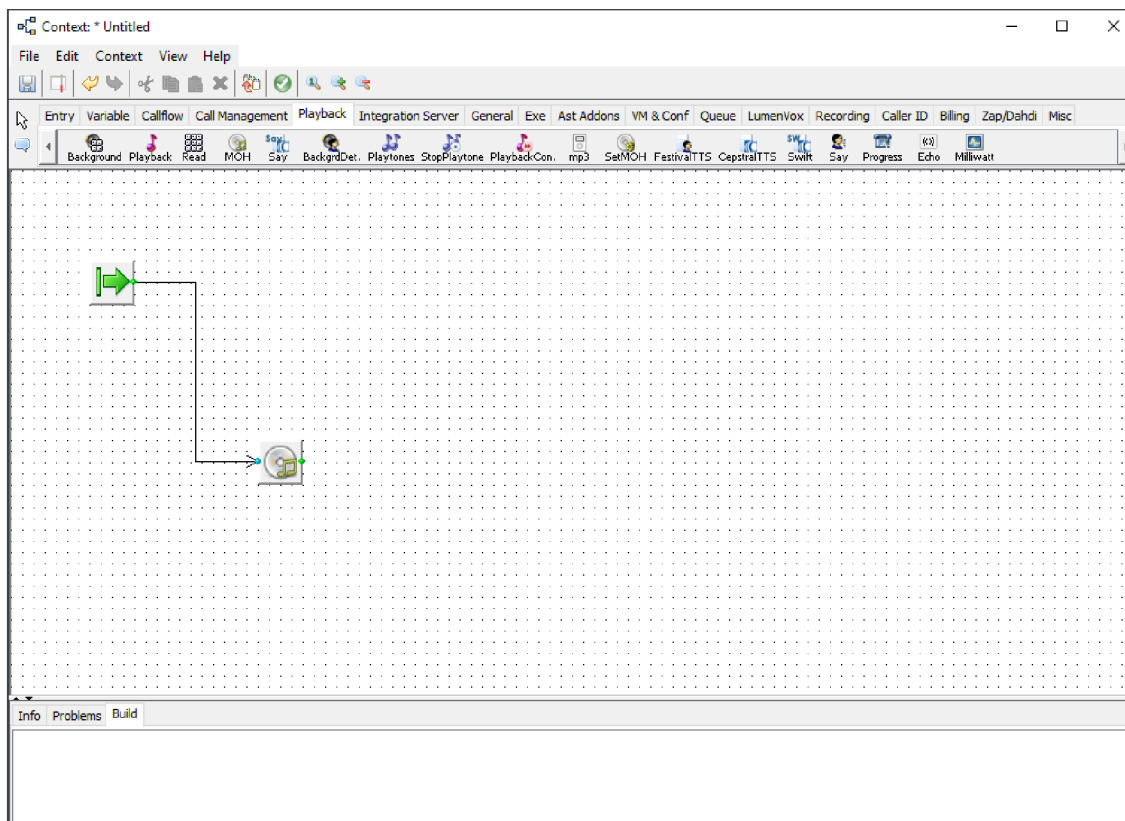 Context: * Untitled
File Edit Context View Help
Entry Variable Callflow Call Management Playback Integration Server General Exe Ast Addons VM & Conf Queue LumenVox Recording Caller ID Billing Zap/Dahdi Misc
Background Playback Read MOH Say BackgrdDet. Playtones StopPlaytone PlaybackCon. mp3 SetMOH FestivalTTS CepstralTTS Swift Say Progress Echo Milliwatt
Info Problems Build